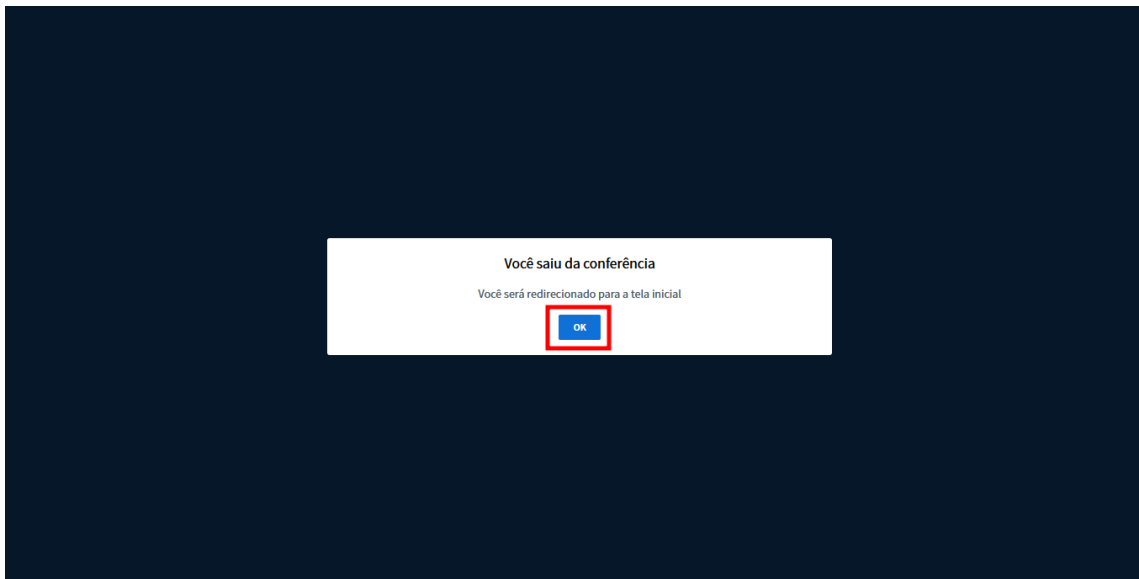 Você saiu da conferência
Você será redirecionado para a tela inicial
OK